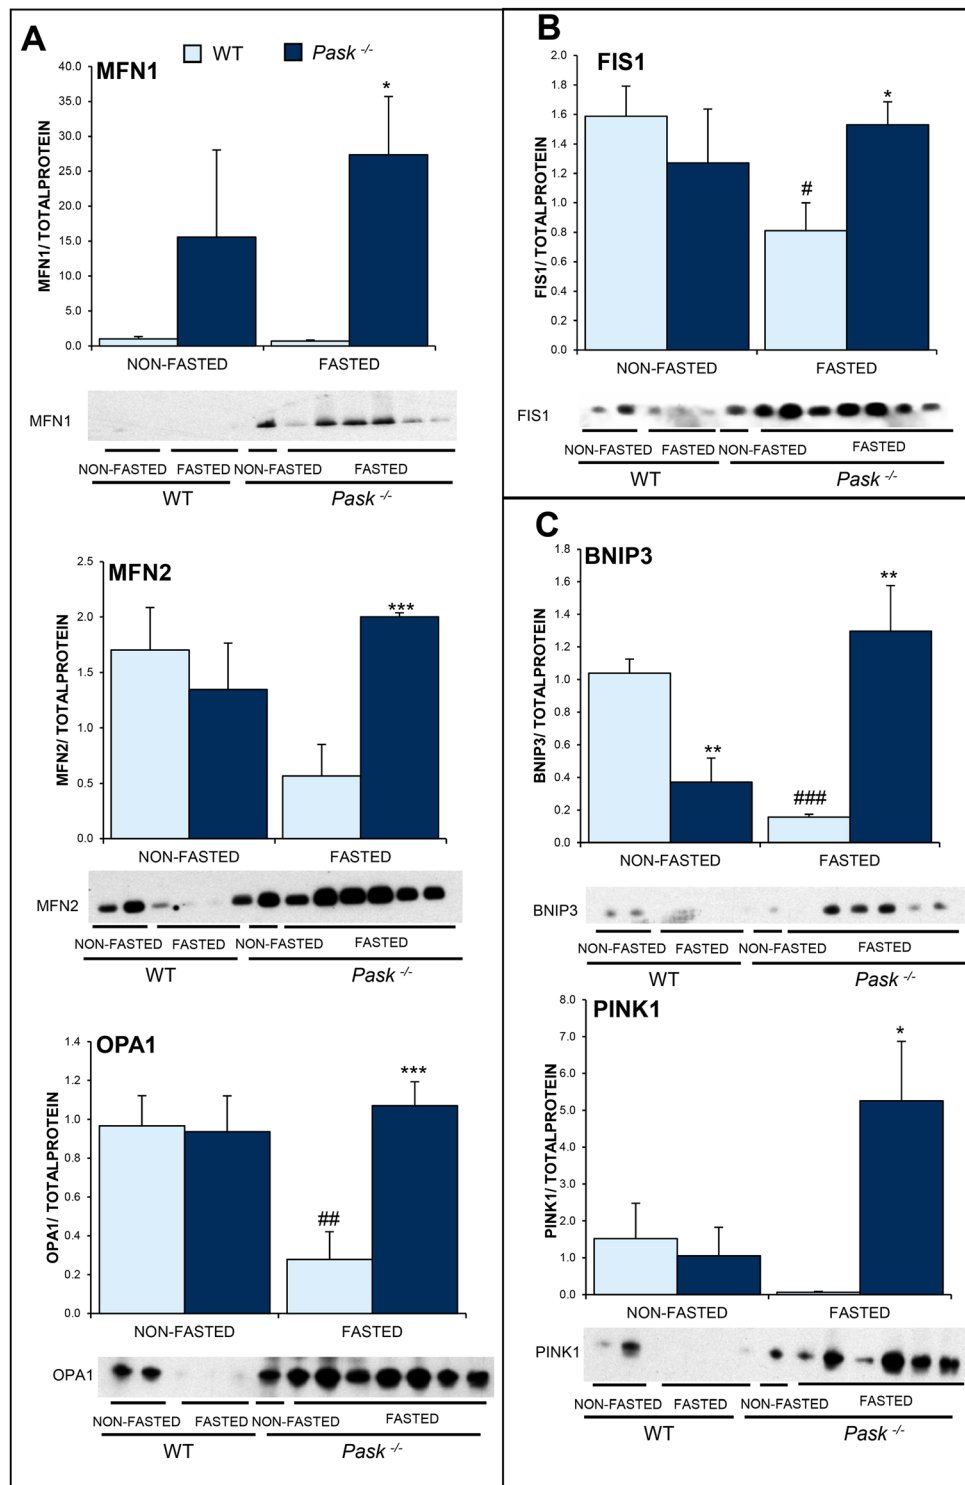 A
WT
Pask -/-
MFN1
40.0
35.0
30.0
25.0
20.0
15.0
10.0
5.0
0.0
MFN1/ TOTALPROTEIN
*
NON-FASTED
FASTED
MFN1
NON-FASTED FASTED NON-FASTED FASTED
WT
Pask -/-
MFN2
2.5
2.0
1.5
1.0
0.5
0.0
MFN2/ TOTALPROTEIN
***
NON-FASTED
FASTED
MFN2
NON-FASTED FASTED NON-FASTED FASTED
WT
Pask -/-
OPA1
1.4
1.2
1.0
0.8
0.6
0.4
0.2
0.0
OPA1/ TOTALPROTEIN
##
***
NON-FASTED
FASTED
OPA1
NON-FASTED FASTED NON-FASTED FASTED
WT
Pask -/-
B
FIS1
2.0
1.8
1.6
1.4
1.2
1.0
0.8
0.6
0.4
0.2
0.0
FIS1/ TOTALPROTEIN
#
*
NON-FASTED
FASTED
FIS1
NON-FASTED FASTED NON-FASTED FASTED
WT
Pask -/-
C
BNIP3
1.8
1.6
1.4
1.2
1.0
0.8
0.6
0.4
0.2
0.0
BNIP3/ TOTALPROTEIN
**
###
**
NON-FASTED
FASTED
BNIP3
NON-FASTED FASTED NON-FASTED FASTED
WT
Pask -/-
PINK1
8.0
7.0
6.0
5.0
4.0
3.0
2.0
1.0
0.0
PINK1/ TOTALPROTEIN
*
NON-FASTED
FASTED
PINK1
NON-FASTED FASTED NON-FASTED FASTED
WT
Pask -/-